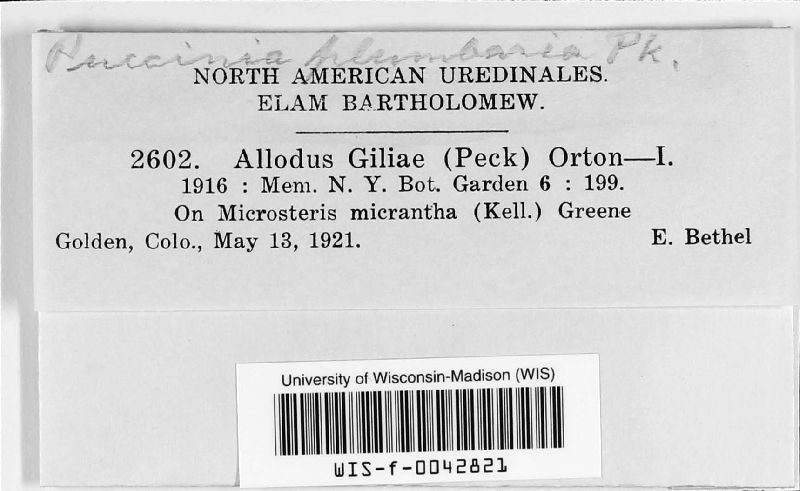 Puccinia plumbaria Pk.
NORTH AMERICAN UREDINALES.
ELAM BARTHOLOMEW.
2602. Allodus Giliae (Peck) Orton—I.
1916 : Mem. N. Y. Bot. Garden 6 : 199.
On Microsteris micrantha (Kell.) Greene
Golden, Colo., May 13, 1921. E. Bethel
University of Wisconsin-Madison (WIS)
WIS-f-0042821